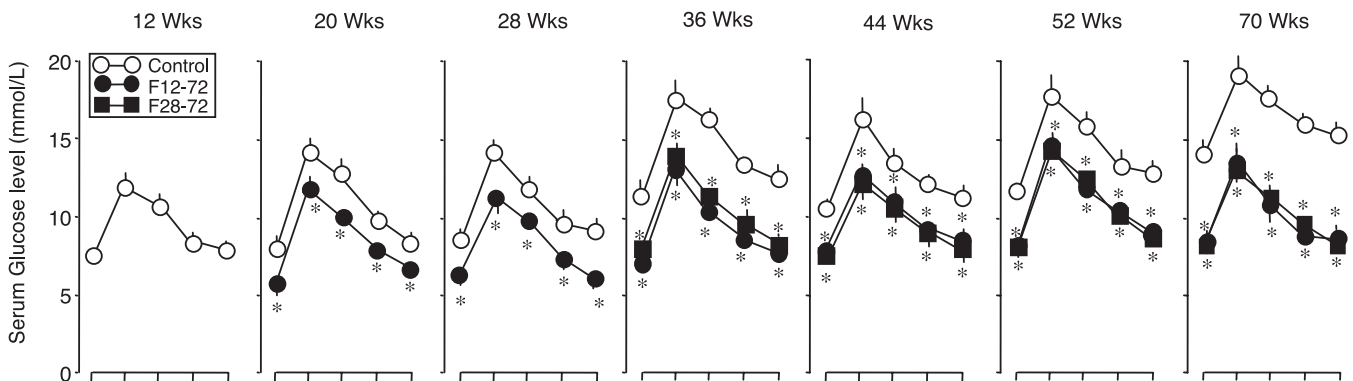 12 Wks 20 Wks 28 Wks 36 Wks 44 Wks 52 Wks 70 Wks
Serum Glucose level (mmol/L)
20
15
10
5
0
Control
F12-72
F28-72
* * * * *
* * * * *
* * * * *
* * * * *
* * * * *
* * * * *
* * * * *
* * * * *
* * * * *
* * * * *